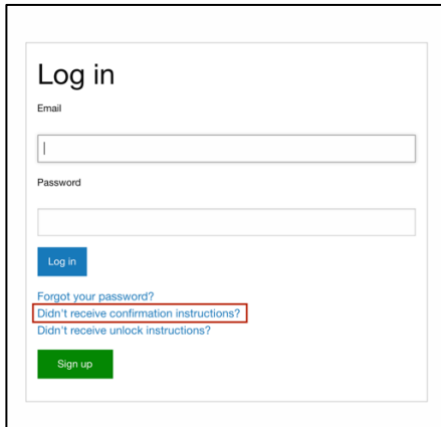 Log in
Email
Password
Log in
Forgot your password?
Didn't receive confirmation instructions?
Didn't receive unlock instructions?
Sign up